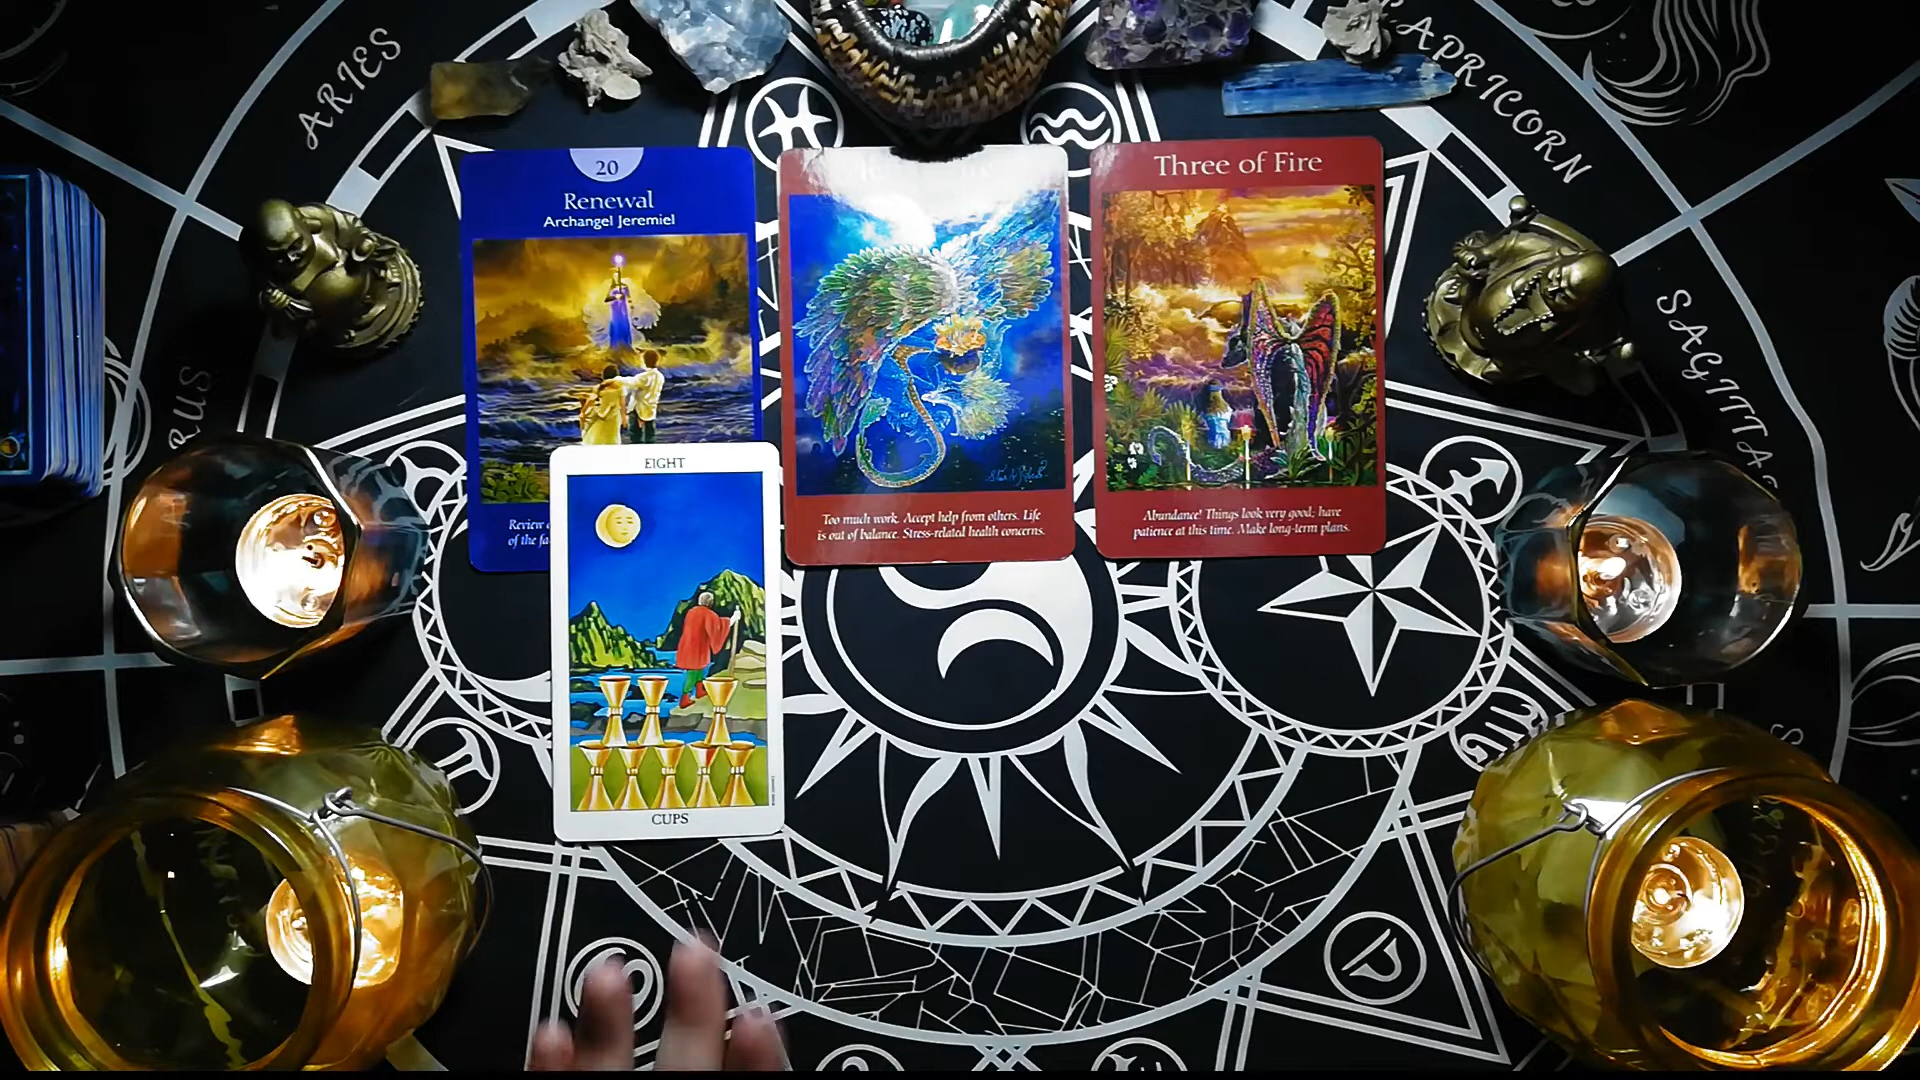 ARIES
CAPRICORN
SAGITTA
RUS
20
Renewal
Archangel Jeremiel
Review
of the fa
Too much work. Accept help from others. Life
is out of balance. Stress-related health concerns.
Three of Fire
Abundance! Things look very good; have
patience at this time. Make long-term plans.
EIGHT
CUPS